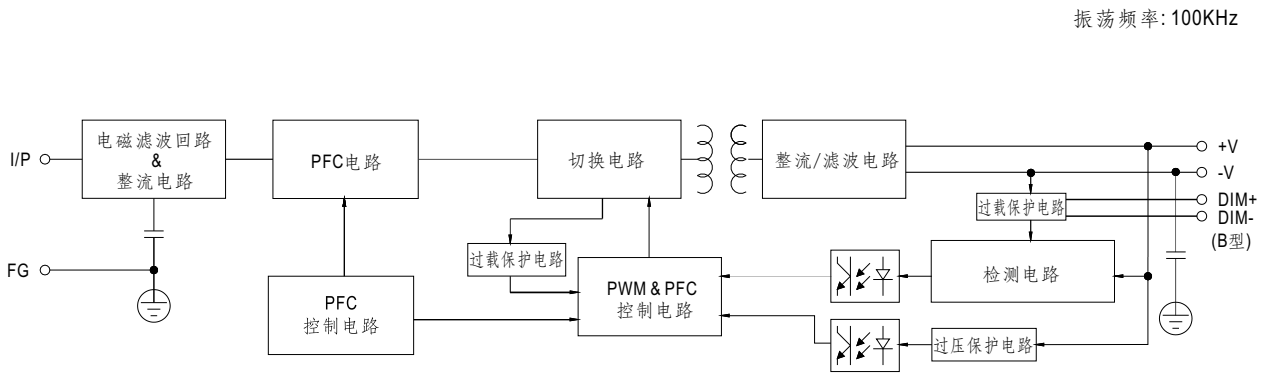 振荡频率: 100KHz
I/P
电磁滤波回路
&
整流电路
PFC电路
切换电路
整流/滤波电路
+V
-V
DIM+
DIM-
(B型)
过载保护电路
FG
过载保护电路
PFC
控制电路
PWM & PFC
控制电路
检测电路
过压保护电路